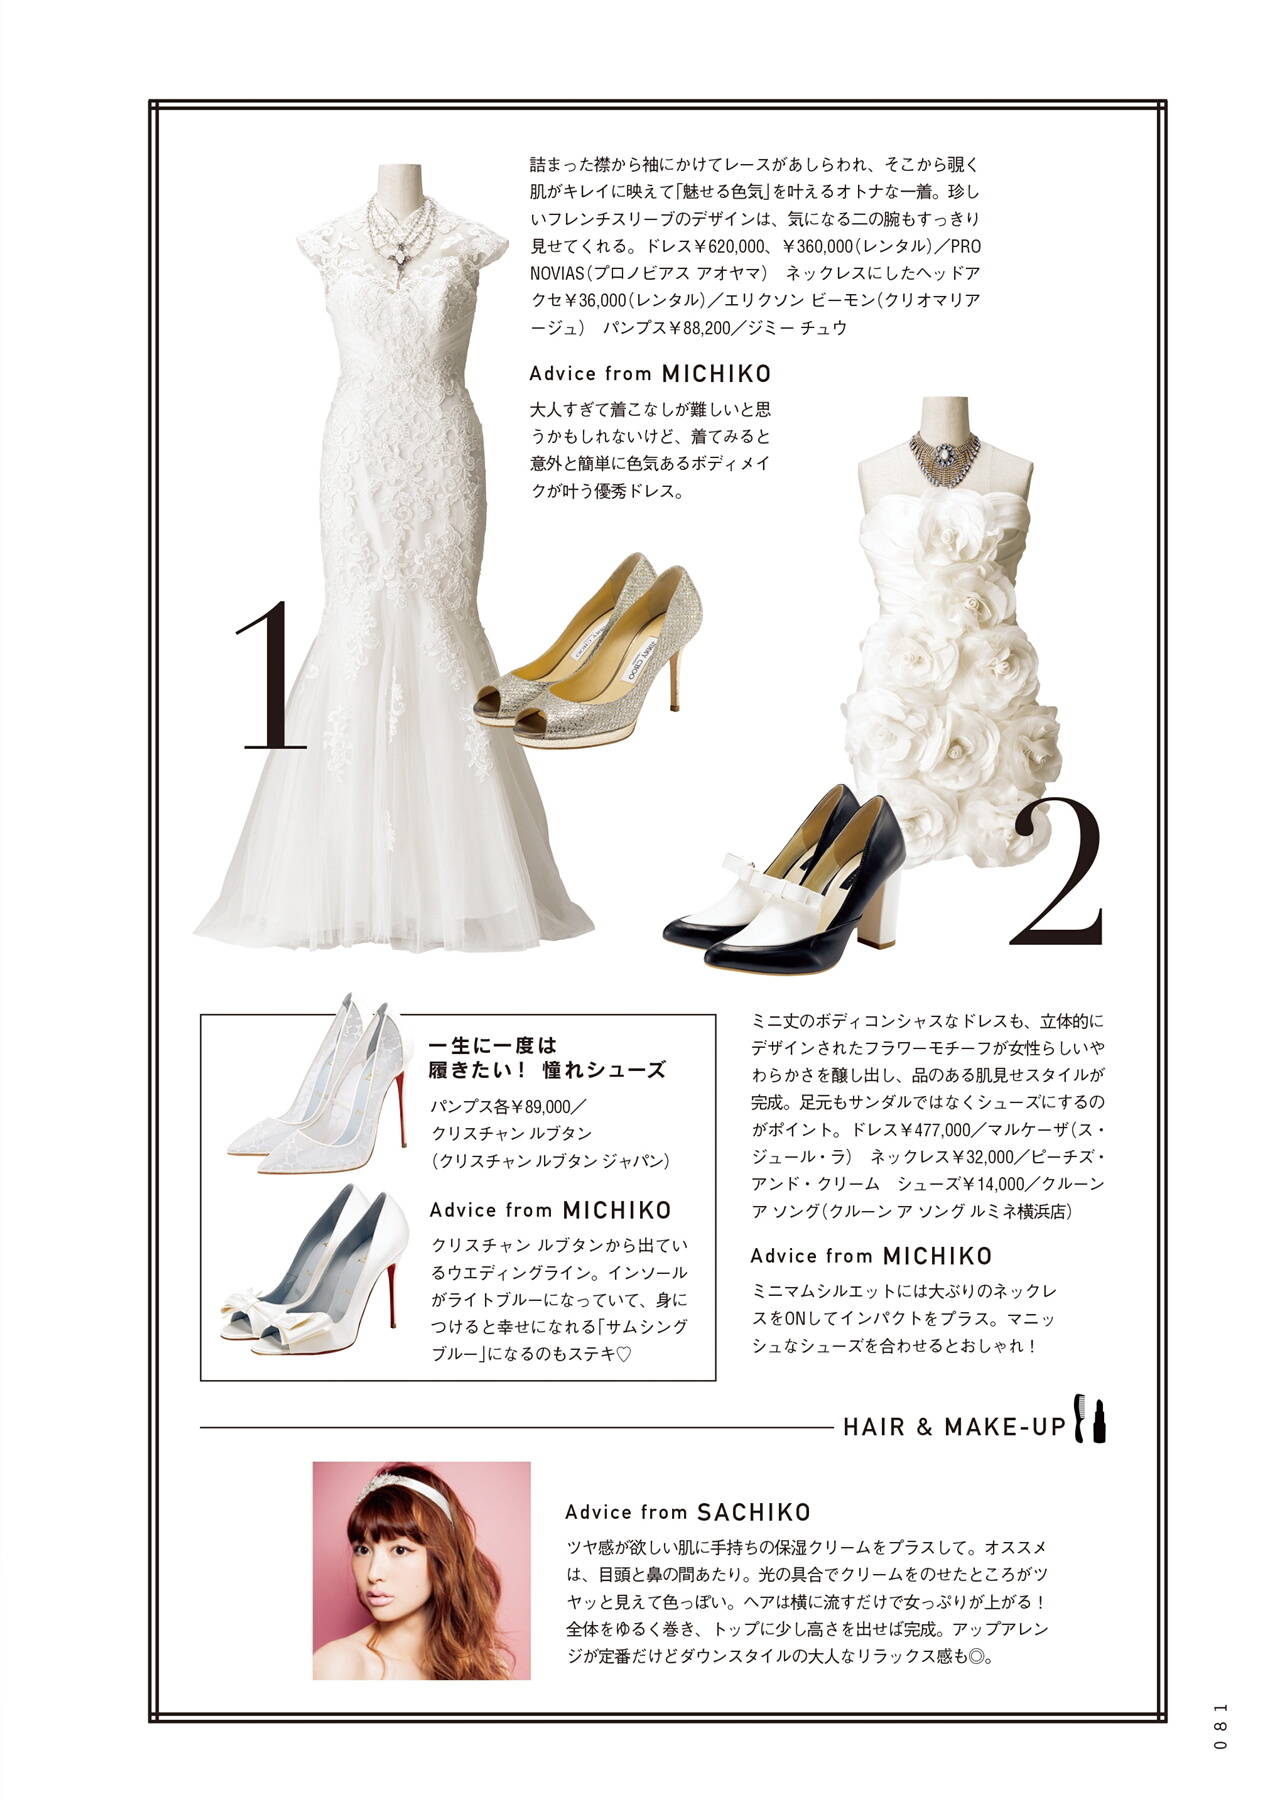 詰まった襟から袖にかけてレースがあしらわれ、そこから覗く
肌がキレイに映えて「魅せる色気」を叶えるオトナな一着。珍し
いフレンチスリーブのデザインは、気になる二の腕もすっきり
見せてくれる。ドレス￥620,000、￥360,000（レンタル）／PRO
NOVIAS（プロノビアス アオヤマ）　ネックレスにしたヘッドア
クセ￥36,000（レンタル）／エリクソン ビーモン（クリオマリア
ージュ）　パンプス￥88,200／ジミー チュウ
Advice from MICHIKO
大人すぎて着こなしが難しいと思
うかもしれないけど、着てみると
意外と簡単に色気あるボディメイ
クが叶う優秀ドレス。
1
JIMMY CHOO
2
一生に一度は
履きたい！ 憧れシューズ
パンプス各￥89,000／
クリスチャン ルブタン
（クリスチャン ルブタン ジャパン）
Advice from MICHIKO
クリスチャン ルブタンから出てい
るウエディングライン。インソール
がライトブルーになっていて、身に
つけると幸せになれる「サムシング
ブルー」になるのもステキ♡
ミニ丈のボディコンシャスなドレスも、立体的に
デザインされたフラワーモチーフが女性らしいや
わらかさを醸し出し、品のある肌見せスタイルが
完成。足元もサンダルではなくシューズにするの
がポイント。ドレス￥477,000／マルケーザ（ス・
ジュール・ラ）　ネックレス￥32,000／ピーチズ・
アンド・クリーム　シューズ￥14,000／クルーン
ア ソング（クルーン ア ソング ルミネ横浜店）
Advice from MICHIKO
ミニマムシルエットには大ぶりのネックレ
スをONしてインパクトをプラス。マニッ
シュなシューズを合わせるとおしゃれ！
HAIR & MAKE-UP
Advice from SACHIKO
ツヤ感が欲しい肌に手持ちの保湿クリームをプラスして。オススメ
は、目頭と鼻の間あたり。光の具合でクリームをのせたところがツ
ヤッと見えて色っぽい。ヘアは横に流すだけで女っぷりが上がる！
全体をゆるく巻き、トップに少し高さを出せば完成。アップアレン
ジが定番だけどダウンスタイルの大人なリラックス感も◎。
081